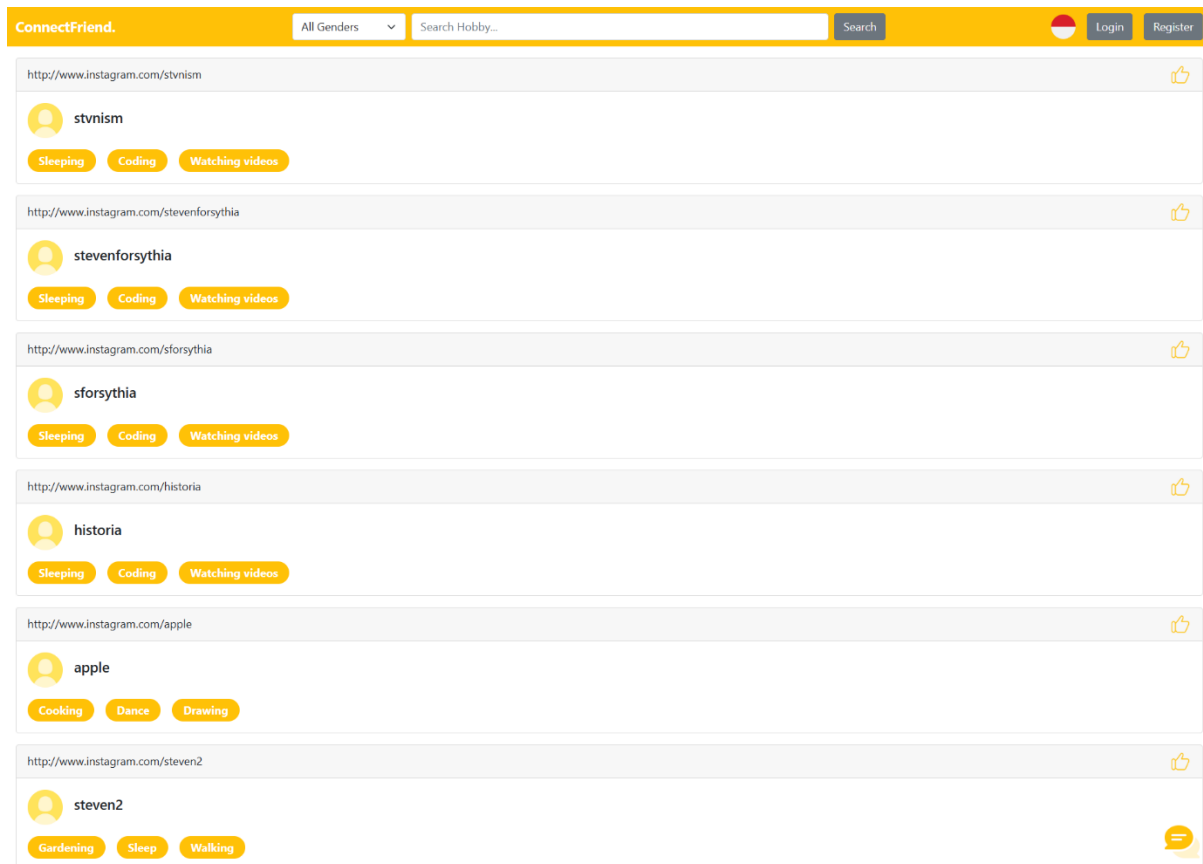 ConnectFriend. All Genders Search Hobby... Search Login Register
http://www.instagram.com/stvnism
stvnism
Sleeping Coding Watching videos
http://www.instagram.com/stevenforsythia
stevenforsythia
Sleeping Coding Watching videos
http://www.instagram.com/sforsythia
sforsythia
Sleeping Coding Watching videos
http://www.instagram.com/historia
historia
Sleeping Coding Watching videos
http://www.instagram.com/apple
apple
Cooking Dance Drawing
http://www.instagram.com/steven2
steven2
Gardening Sleep Walking